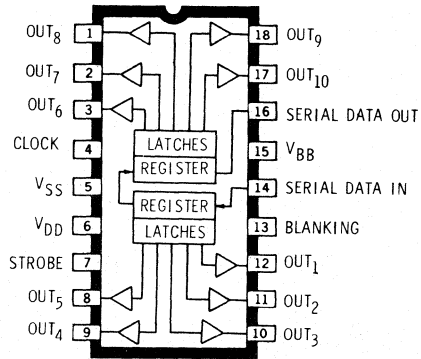 OUT8 1 18 OUT9
OUT7 2 17 OUT10
OUT6 3 16 SERIAL DATA OUT
CLOCK 4 LATCHES 15 VBB
REGISTER
VSS 5 14 SERIAL DATA IN
REGISTER
VDD 6 LATCHES 13 BLANKING
STROBE 7 12 OUT1
OUT5 8 11 OUT2
OUT4 9 10 OUT3